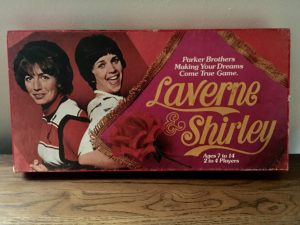 Parker Brothers
Making Your Dreams
Come True Game.
Laverne
& Shirley
Ages 7 to 14
2 to 4 Players